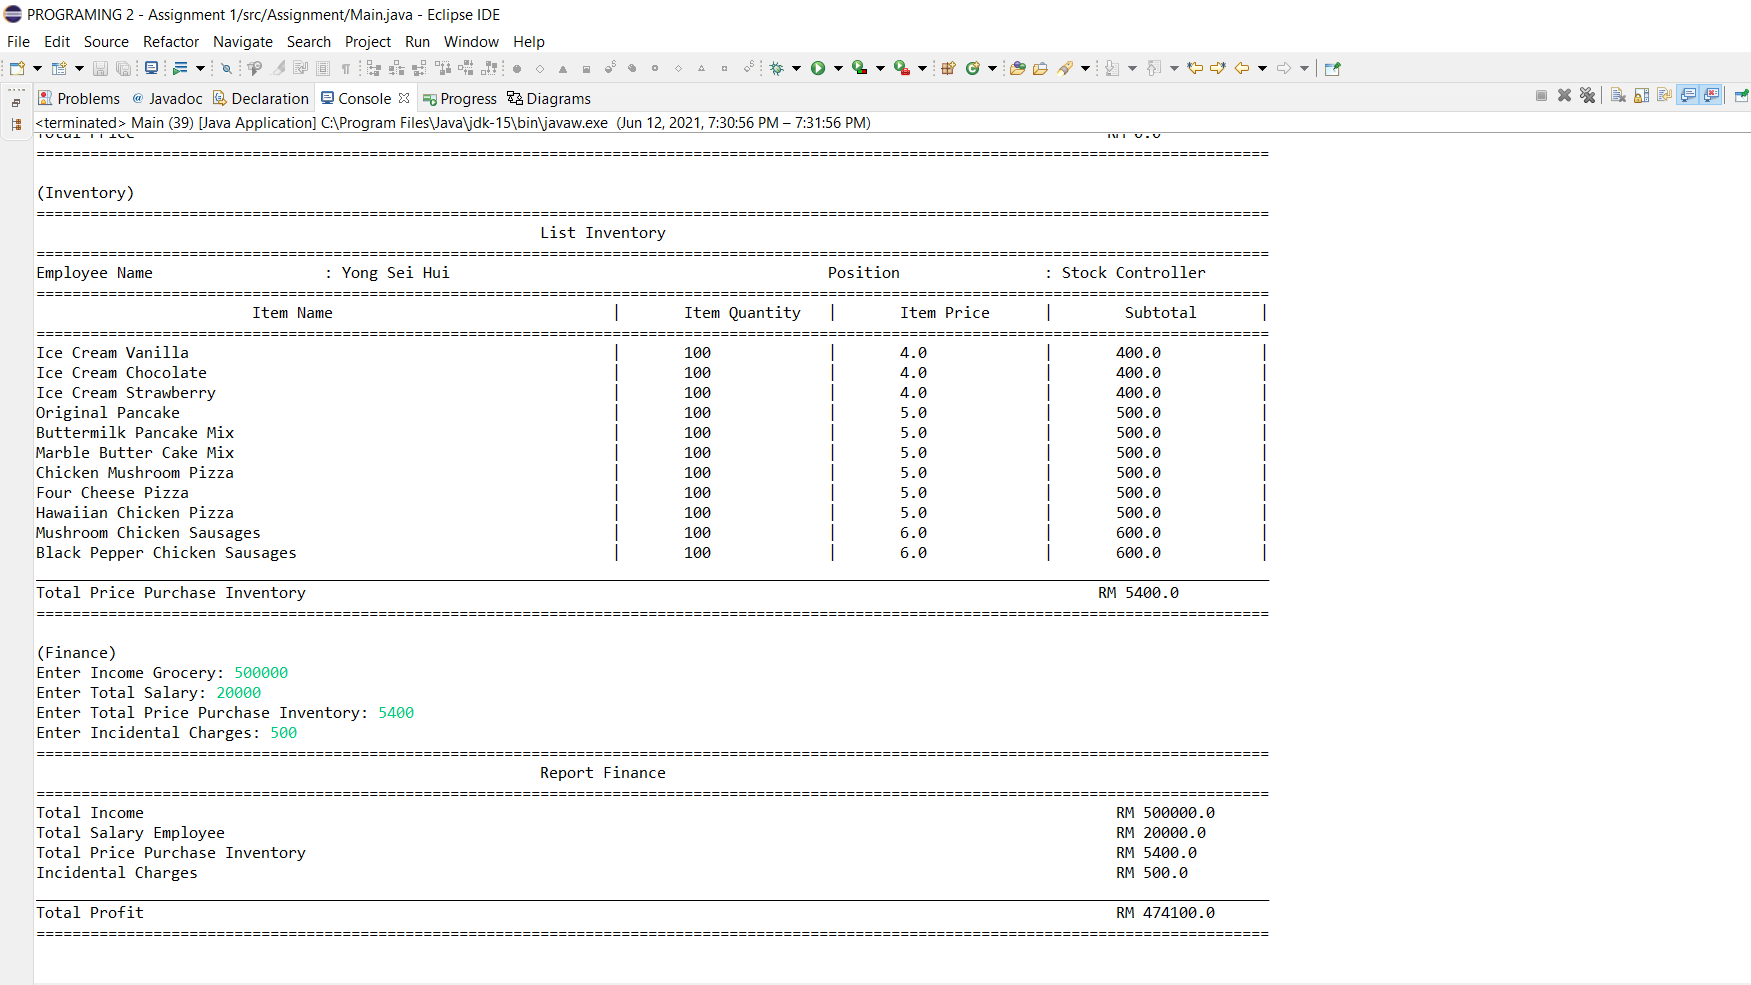 PROGRAMING 2 - Assignment 1/src/Assignment/Main.java - Eclipse IDE
File Edit Source Refactor Navigate Search Project Run Window Help
Problems @ Javadoc Declaration Console Progress Diagrams
<terminated> Main (39) [Java Application] C:\Program Files\Java\jdk-15\bin\javaw.exe (Jun 12, 2021, 7:30:56 PM – 7:31:56 PM)
Total Price RM 0.0
(Inventory)
List Inventory
Employee Name : Yong Sei Hui Position : Stock Controller
Item Name | Item Quantity | Item Price | Subtotal |
Ice Cream Vanilla | 100 | 4.0 | 400.0 |
Ice Cream Chocolate | 100 | 4.0 | 400.0 |
Ice Cream Strawberry | 100 | 4.0 | 400.0 |
Original Pancake | 100 | 5.0 | 500.0 |
Buttermilk Pancake Mix | 100 | 5.0 | 500.0 |
Marble Butter Cake Mix | 100 | 5.0 | 500.0 |
Chicken Mushroom Pizza | 100 | 5.0 | 500.0 |
Four Cheese Pizza | 100 | 5.0 | 500.0 |
Hawaiian Chicken Pizza | 100 | 5.0 | 500.0 |
Mushroom Chicken Sausages | 100 | 6.0 | 600.0 |
Black Pepper Chicken Sausages | 100 | 6.0 | 600.0 |
Total Price Purchase Inventory RM 5400.0
(Finance)
Enter Income Grocery: 500000
Enter Total Salary: 20000
Enter Total Price Purchase Inventory: 5400
Enter Incidental Charges: 500
Report Finance
Total Income RM 500000.0
Total Salary Employee RM 20000.0
Total Price Purchase Inventory RM 5400.0
Incidental Charges RM 500.0
Total Profit RM 474100.0